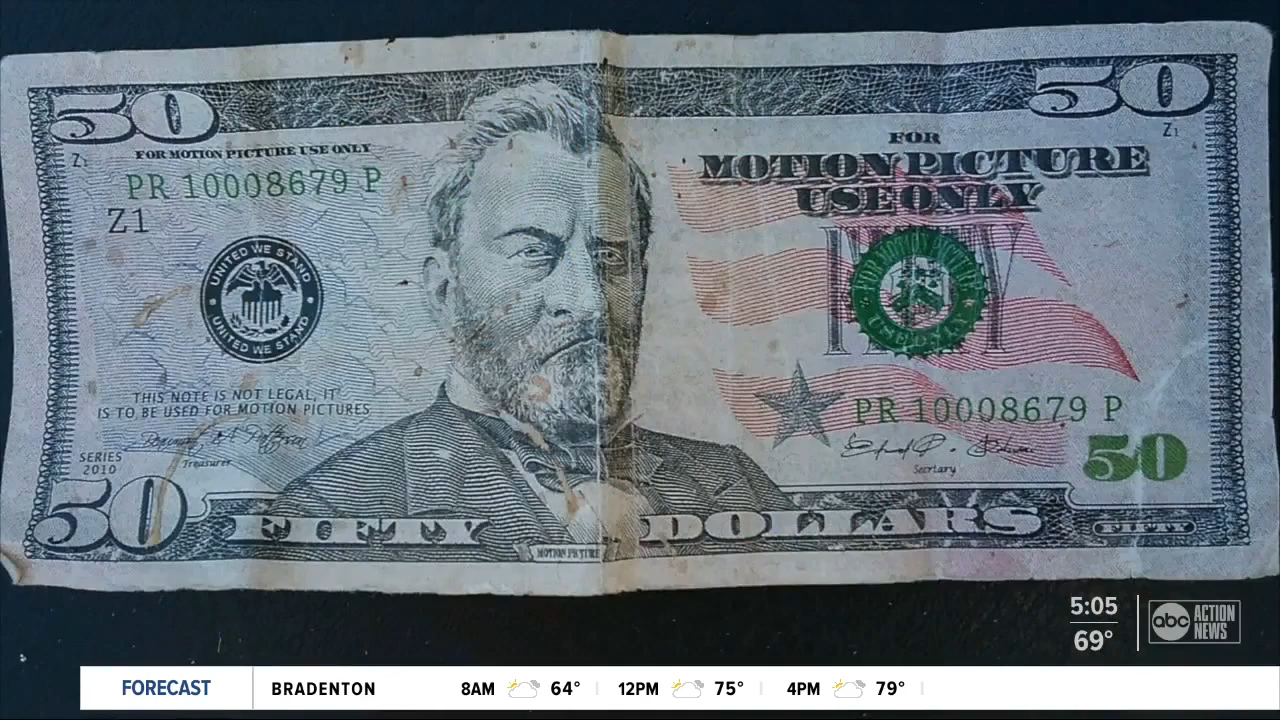 50
50
Z1
Z1
FOR MOTION PICTURE USE ONLY
FOR
MOTION PICTURE
USE ONLY
PR 10008679 P
Z1
UNITED WE STAND
UNITED WE STAND
THIS NOTE IS NOT LEGAL, IT
IS TO BE USED FOR MOTION PICTURES
PR 10008679 P
SERIES
2010
Treasurer
Secrtary
50
50
FIFTY DOLLARS
FIFTY
MOTION PICTURE
5:05
69°
abc ACTION NEWS
FORECAST BRADENTON 8AM 64° 12PM 75° 4PM 79°